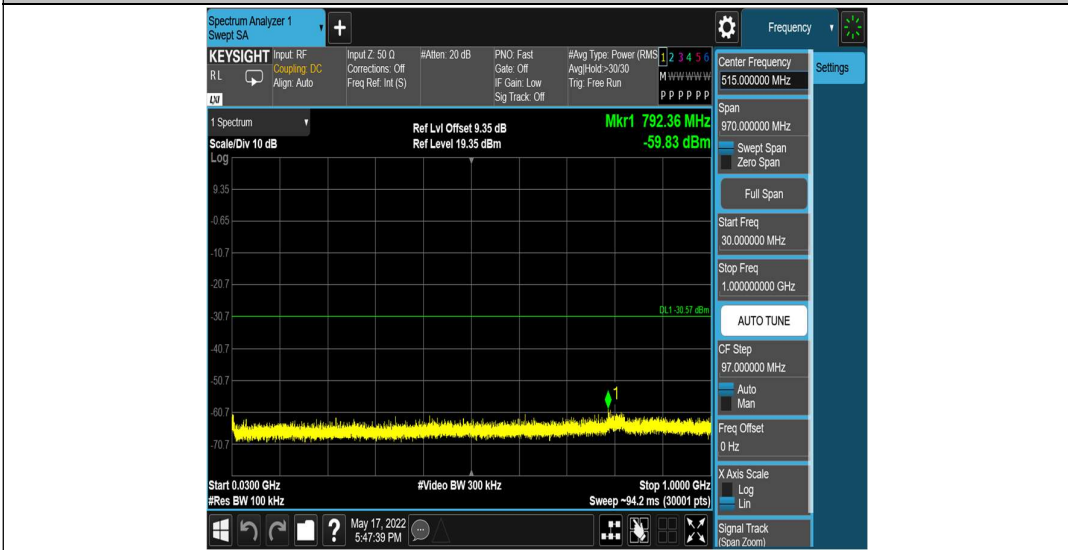 Spectrum Analyzer 1
Swept SA
+
Frequency
KEYSIGHT
RL
LXI
Input: RF
Coupling: DC
Align: Auto
Input Z: 50 Ω
Corrections: Off
Freq Ref: Int (S)
#Atten: 20 dB
PNO: Fast
Gate: Off
IF Gain: Low
Sig Track: Off
#Avg Type: Power (RMS
Avg|Hold:>30/30
Trig: Free Run
1 2 3 4 5 6
M W W W W W
P P P P P P
Center Frequency
515.000000 MHz
Settings
Span
970.000000 MHz
Swept Span
Zero Span
Full Span
Start Freq
30.000000 MHz
Stop Freq
1.000000000 GHz
AUTO TUNE
CF Step
97.000000 MHz
Auto
Man
Freq Offset
0 Hz
X Axis Scale
Log
Lin
Signal Track
(Span Zoom)
1 Spectrum
Scale/Div 10 dB
Ref Lvl Offset 9.35 dB
Ref Level 19.35 dBm
Mkr1 792.36 MHz
-59.83 dBm
Log
9.35
-0.65
-10.7
-20.7
-30.7
-40.7
-50.7
-60.7
-70.7
DL1 -30.57 dBm
1
Start 0.0300 GHz
#Video BW 300 kHz
Stop 1.0000 GHz
#Res BW 100 kHz
Sweep ~94.2 ms (30001 pts)
?
May 17, 2022
5:47:39 PM